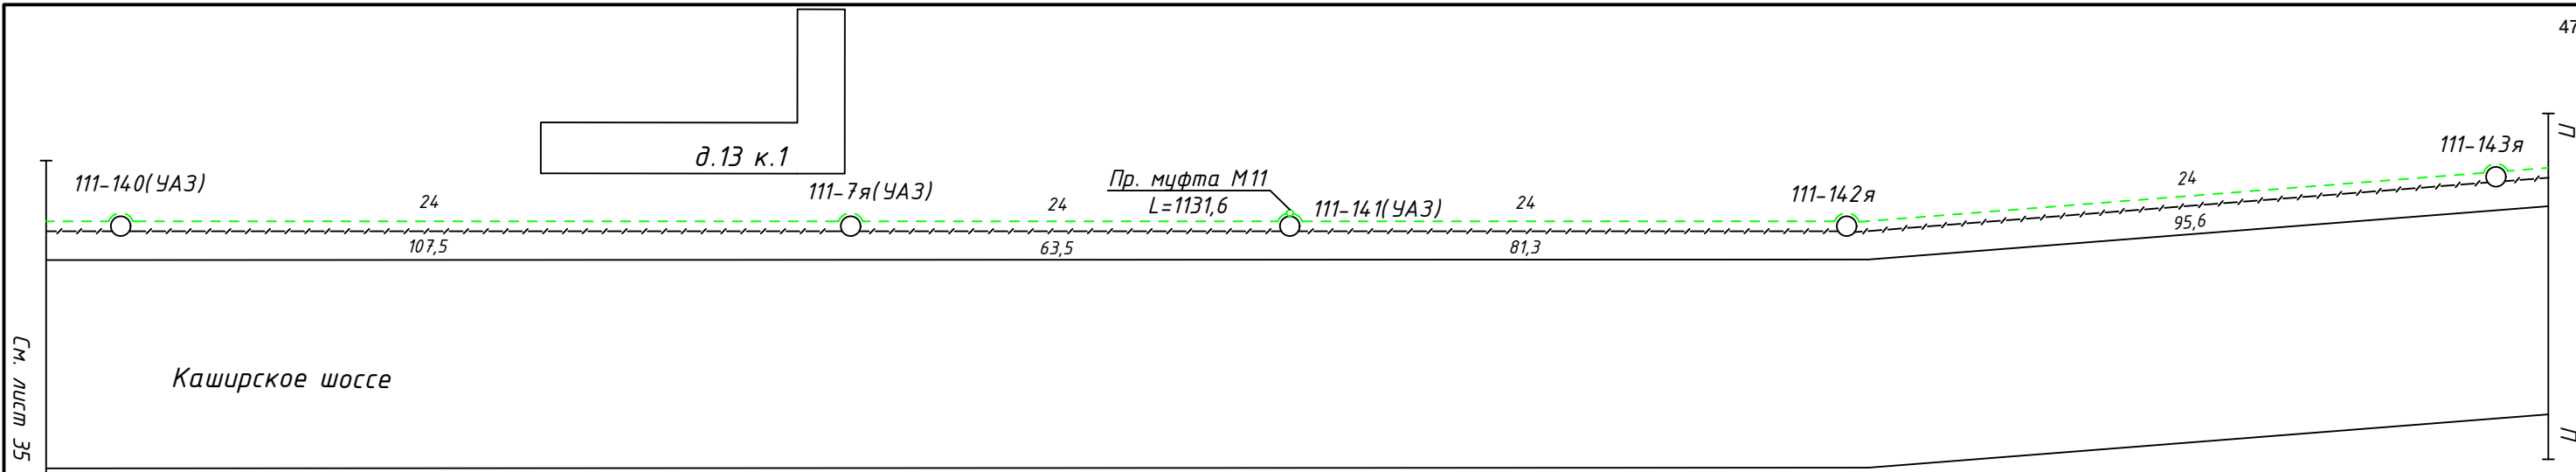 47
д.13 к.1
111-140(УАЗ)
24
107,5
111-7я(УАЗ)
24
63,5
Пр. муфта М11
L=1131,6
111-141(УАЗ)
24
81,3
111-142я
24
95,6
111-143я
П
П
См. лист 35
Каширское шоссе